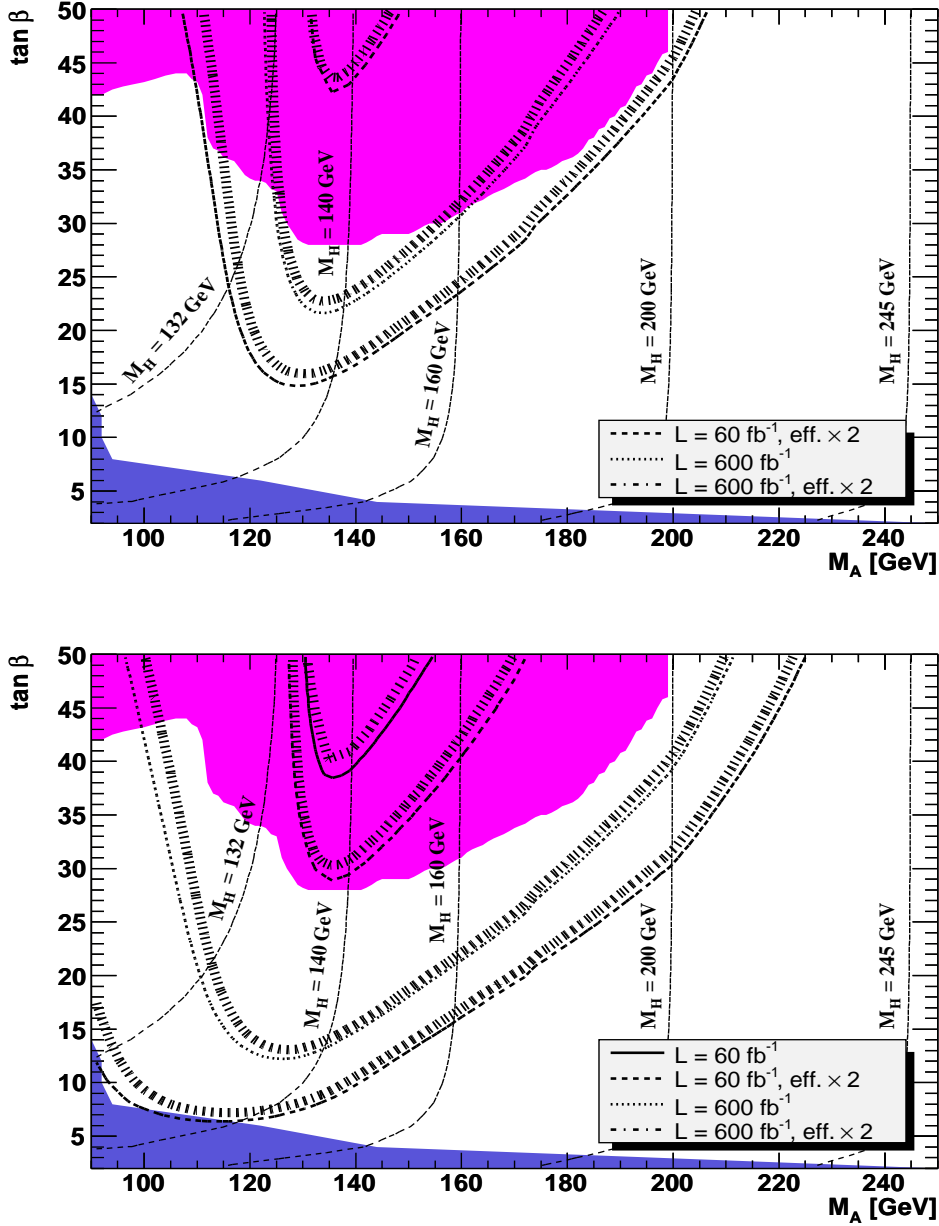 tan β
50
45
40
35
30
25
20
15
10
5
M_H = 132 GeV
M_H = 140 GeV
M_H = 160 GeV
M_H = 200 GeV
M_H = 245 GeV
L = 60 fb⁻¹, eff. × 2
L = 600 fb⁻¹
L = 600 fb⁻¹, eff. × 2
100 120 140 160 180 200 220 240
M_A [GeV]
tan β
50
45
40
35
30
25
20
15
10
5
M_H = 132 GeV
M_H = 140 GeV
M_H = 160 GeV
M_H = 200 GeV
M_H = 245 GeV
L = 60 fb⁻¹
L = 60 fb⁻¹, eff. × 2
L = 600 fb⁻¹
L = 600 fb⁻¹, eff. × 2
100 120 140 160 180 200 220 240
M_A [GeV]